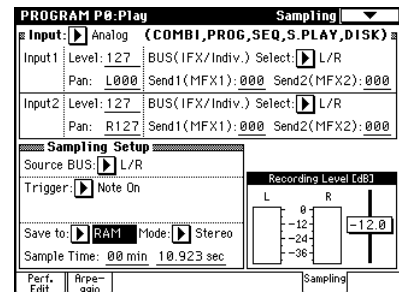 PROGRAM P0:Play Sampling
Input: Analog (COMBI,PROG,SEQ,S.PLAY,DISK)
Input1 Level: 127 BUS(IFX/Indiv.) Select: L/R
Pan: L000 Send1(MFX1): 000 Send2(MFX2): 000
Input2 Level: 127 BUS(IFX/Indiv.) Select: L/R
Pan: R127 Send1(MFX1): 000 Send2(MFX2): 000
Sampling Setup
Source BUS: L/R
Trigger: Note On
Save to: RAM Mode: Stereo
Sample Time: 00 min 10.923 sec
Recording Level [dB]
L R
0
-12
-24
-36
-12.0
Perf. Edit
Arpe- ggio
Sampling